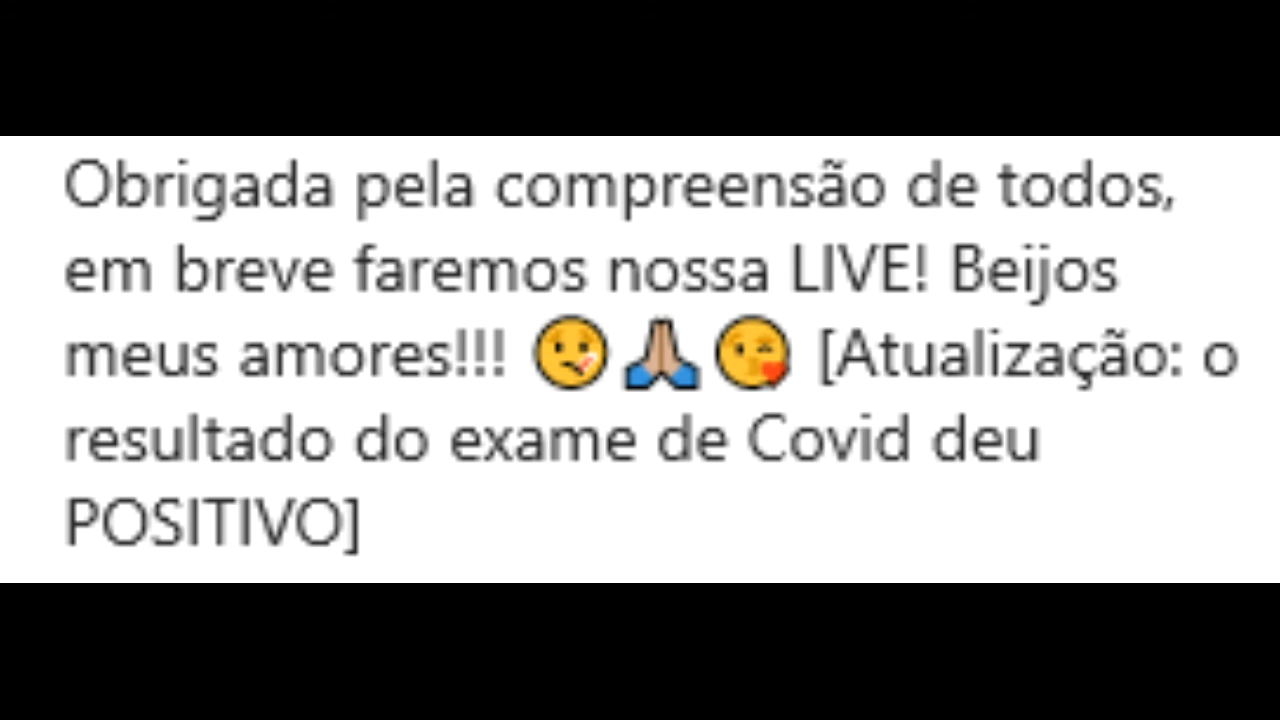 Obrigada pela compreensão de todos,
em breve faremos nossa LIVE! Beijos
meus amores!!! 🤒🙏🏽😘 [Atualização: o
resultado do exame de Covid deu
POSITIVO]